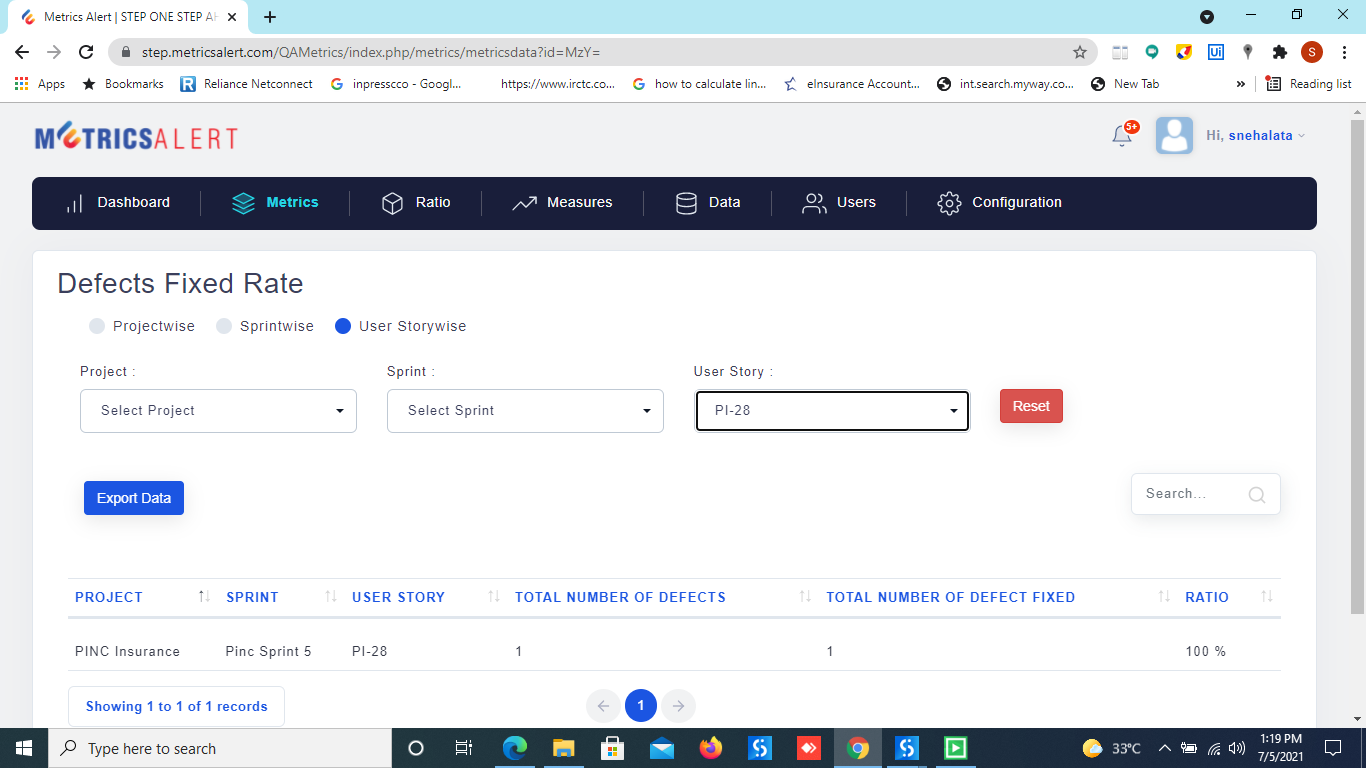 Metrics Alert | STEP ONE STEP AH
step.metricsalert.com/QAMetrics/index.php/metrics/metricsdata?id=MzY=
S
Apps Bookmarks Reliance Netconnect inpresscco - Googl... https://www.irctc.co... how to calculate lin... eInsurance Account... int.search.myway.co... New Tab » Reading list
METRICSALERT
5+
Hi, snehalata
Dashboard Metrics Ratio Measures Data Users Configuration
Defects Fixed Rate
Projectwise Sprintwise User Storywise
Project : Sprint : User Story :
Select Project Select Sprint PI-28 Reset
Export Data Search...
PROJECT SPRINT USER STORY TOTAL NUMBER OF DEFECTS TOTAL NUMBER OF DEFECT FIXED RATIO
PINC Insurance Pinc Sprint 5 PI-28 1 1 100 %
Showing 1 to 1 of 1 records 1
Type here to search 33°C 1:19 PM
7/5/2021